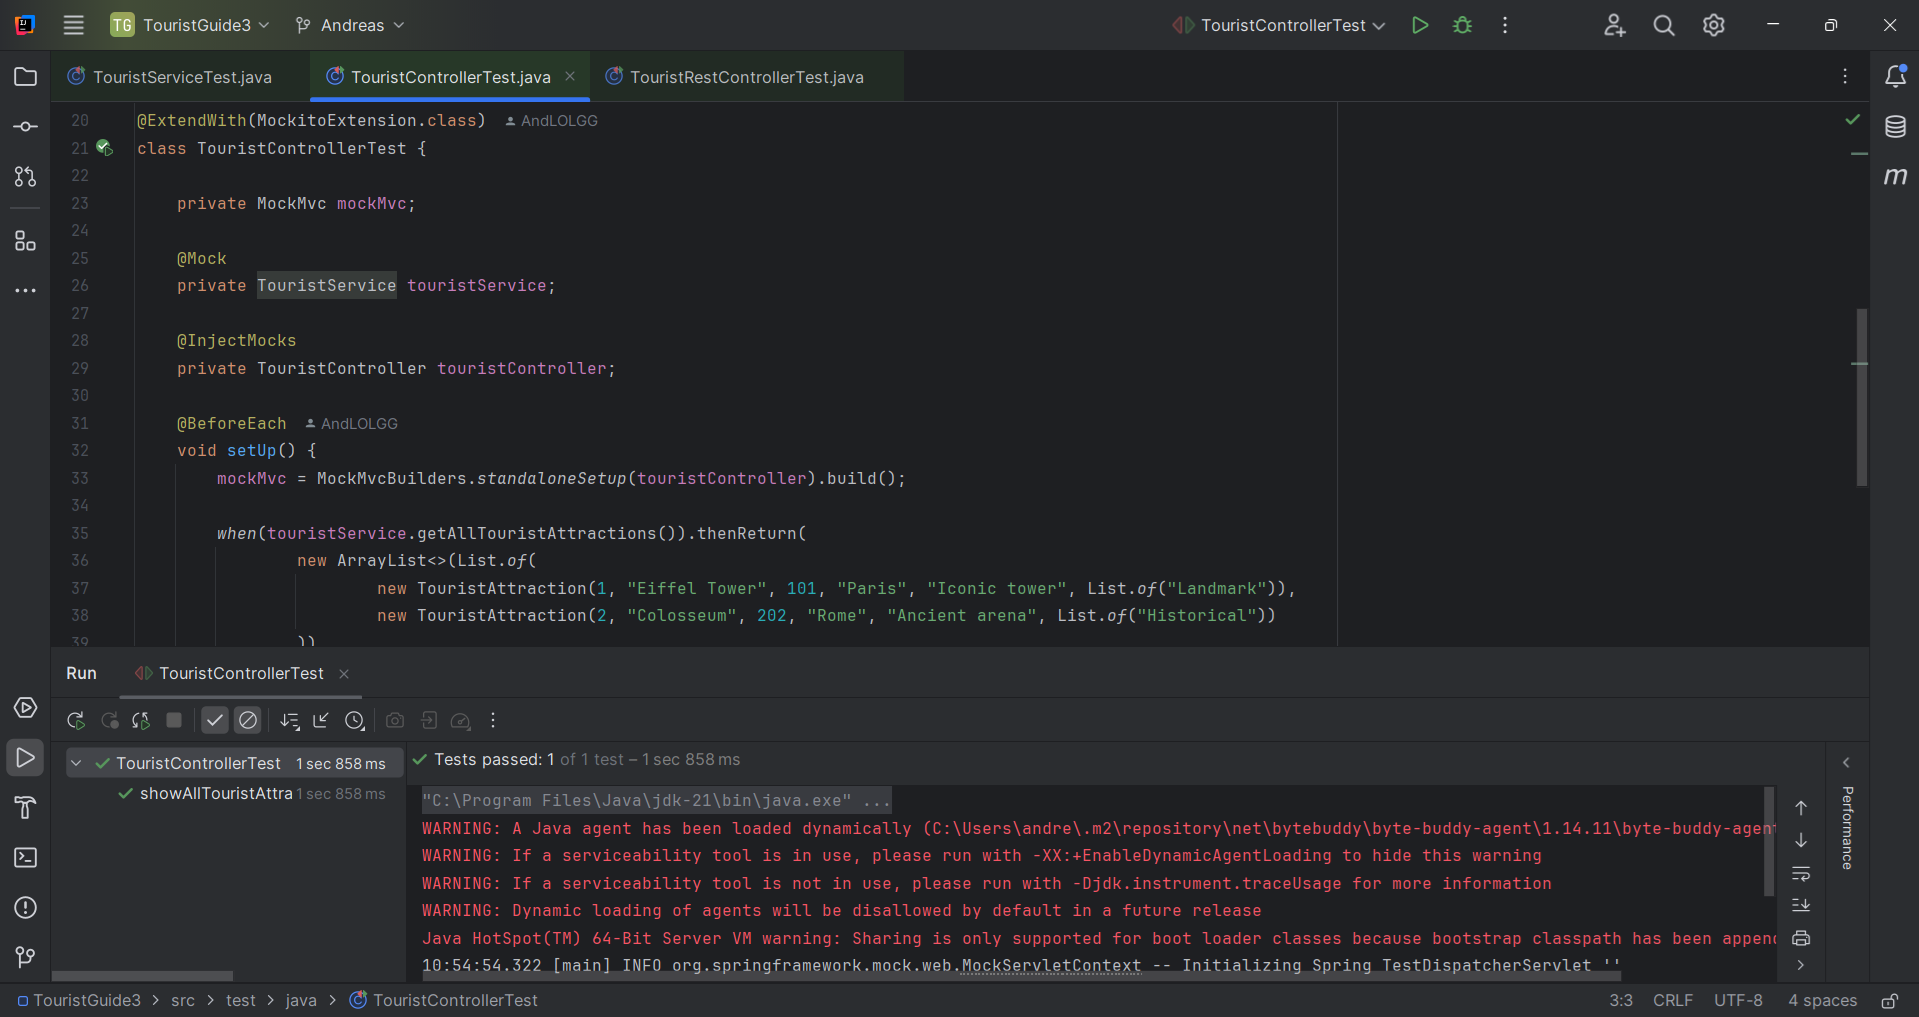 TG TouristGuide3 Andreas TouristControllerTest
TouristServiceTest.java TouristControllerTest.java TouristRestControllerTest.java
20 @ExtendWith(MockitoExtension.class) AndLOLGG
21 class TouristControllerTest {
22
23 private MockMvc mockMvc;
24
25 @Mock
26 private TouristService touristService;
27
28 @InjectMocks
29 private TouristController touristController;
30
31 @BeforeEach AndLOLGG
32 void setUp() {
33 mockMvc = MockMvcBuilders.standaloneSetup(touristController).build();
34
35 when(touristService.getAllTouristAttractions()).thenReturn(
36 new ArrayList<>(List.of(
37 new TouristAttraction(1, "Eiffel Tower", 101, "Paris", "Iconic tower", List.of("Landmark")),
38 new TouristAttraction(2, "Colosseum", 202, "Rome", "Ancient arena", List.of("Historical"))
39 ))
Run TouristControllerTest
TouristControllerTest 1 sec 858 ms
showAllTouristAttra 1 sec 858 ms
Tests passed: 1 of 1 test – 1 sec 858 ms
"C:\Program Files\Java\jdk-21\bin\java.exe" ...
WARNING: A Java agent has been loaded dynamically (C:\Users\andre\.m2\repository\net\bytebuddy\byte-buddy-agent\1.14.11\byte-buddy-agent
WARNING: If a serviceability tool is in use, please run with -XX:+EnableDynamicAgentLoading to hide this warning
WARNING: If a serviceability tool is not in use, please run with -Djdk.instrument.traceUsage for more information
WARNING: Dynamic loading of agents will be disallowed by default in a future release
Java HotSpot(TM) 64-Bit Server VM warning: Sharing is only supported for boot loader classes because bootstrap classpath has been appen
10:54:54.322 [main] INFO org.springframework.mock.web.MockServletContext -- Initializing Spring TestDispatcherServlet ''
Performance
TouristGuide3 > src > test > java > TouristControllerTest
3:3 CRLF UTF-8 4 spaces